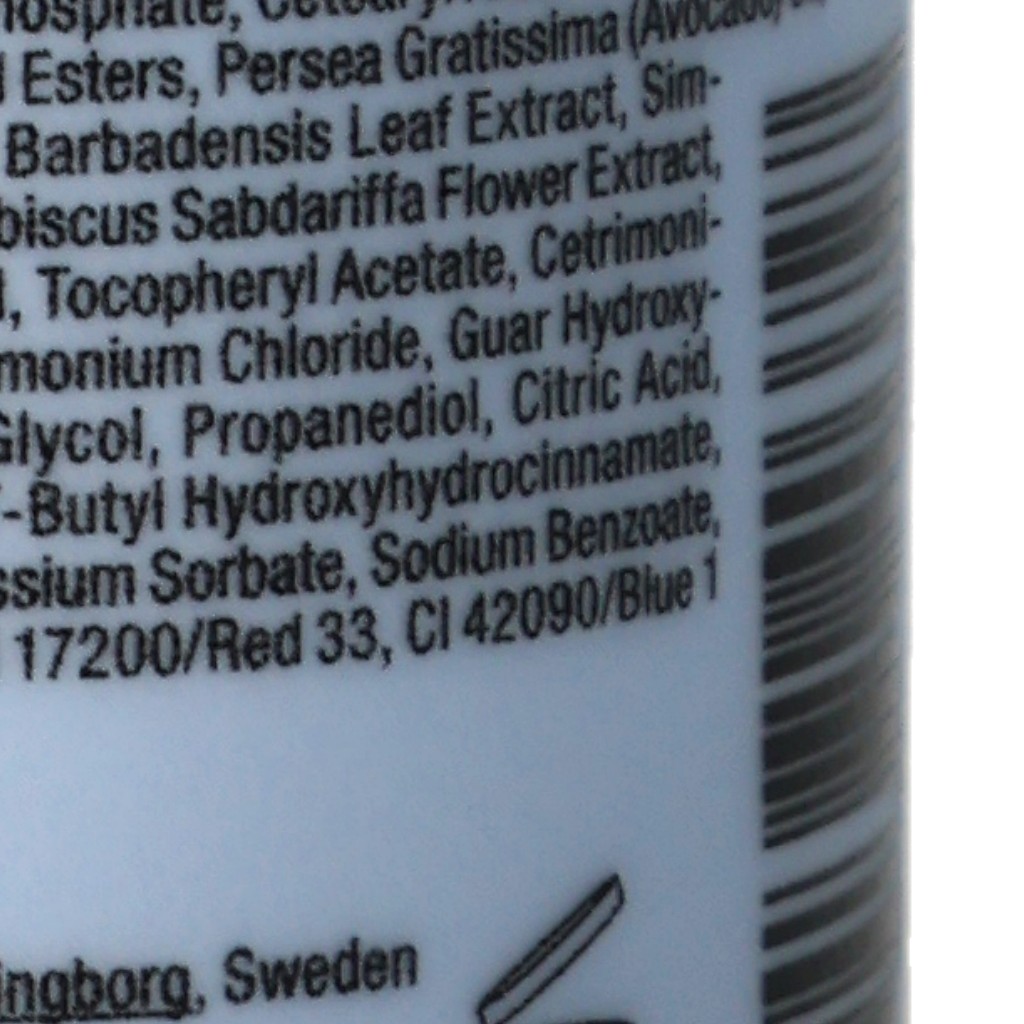 Esters, Persea Gratissima (Avocado)
Barbadensis Leaf Extract, Sim-
biscus Sabdariffa Flower Extract,
, Tocopheryl Acetate, Cetrimoni-
monium Chloride, Guar Hydroxy-
Glycol, Propanediol, Citric Acid,
-Butyl Hydroxyhydrocinnamate,
ssium Sorbate, Sodium Benzoate,
17200/Red 33, CI 42090/Blue 1
ingborg, Sweden